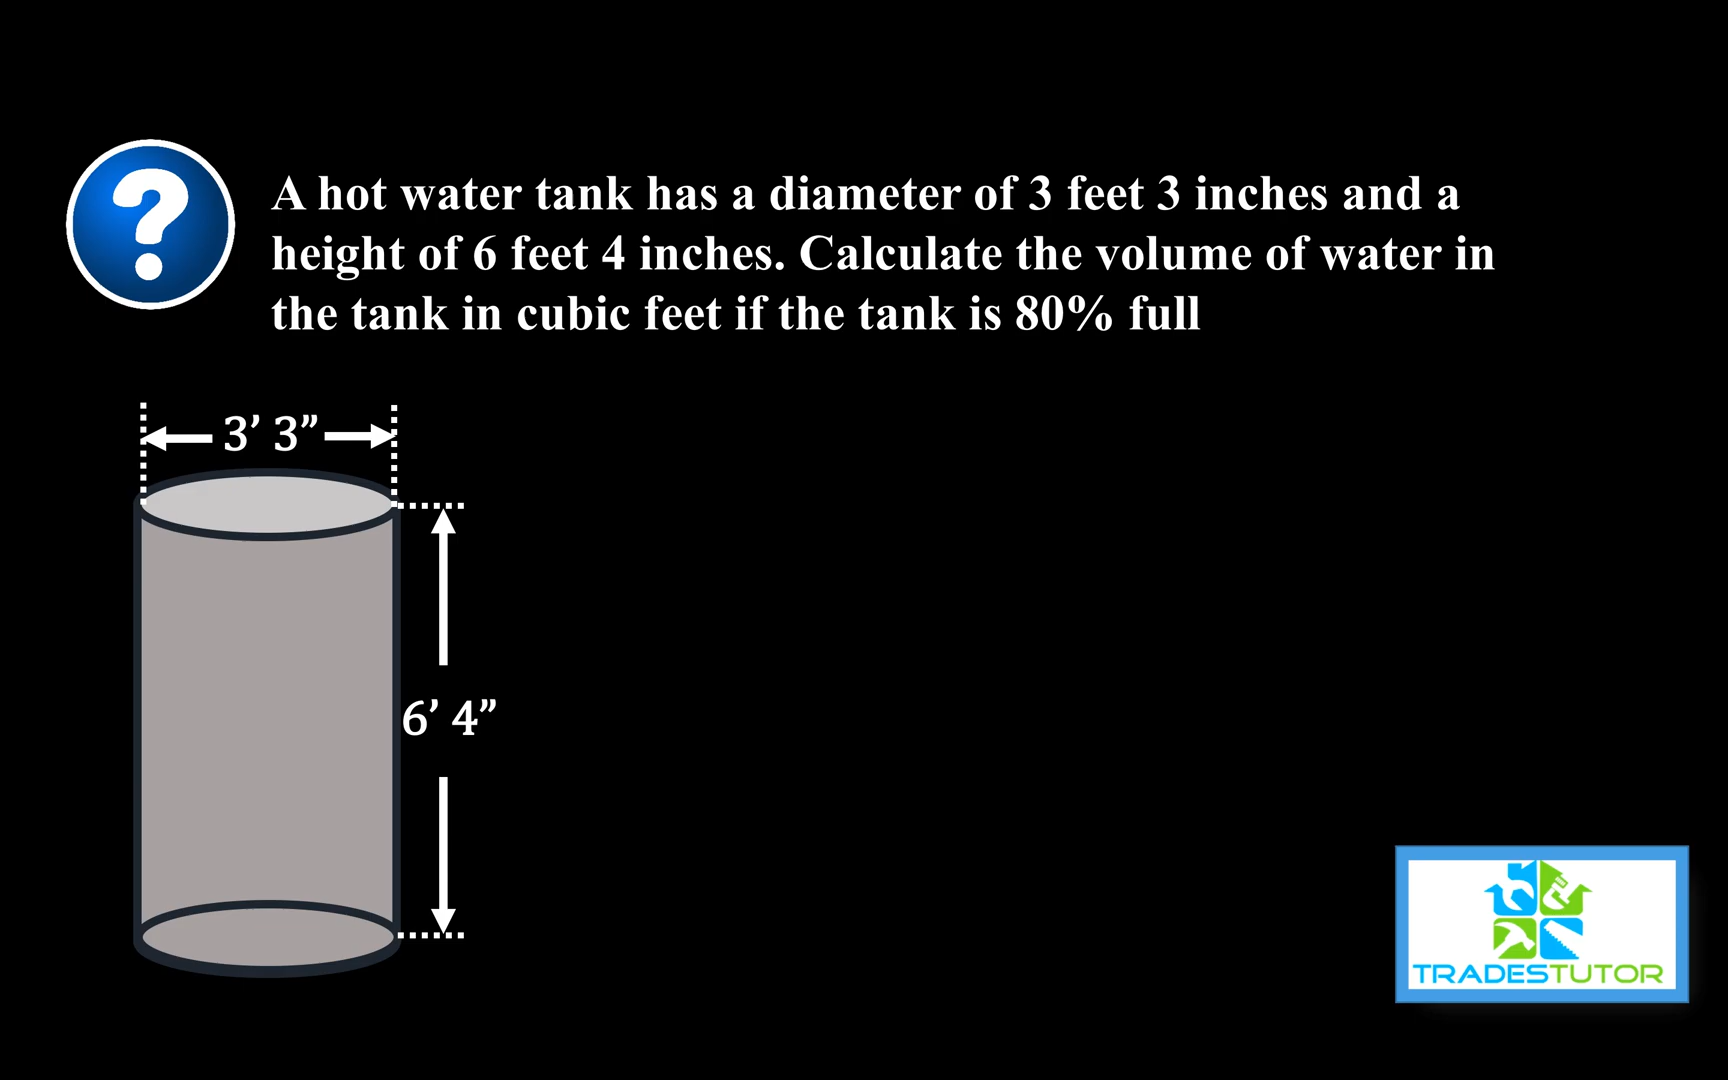 ?
A hot water tank has a diameter of 3 feet 3 inches and a
height of 6 feet 4 inches. Calculate the volume of water in
the tank in cubic feet if the tank is 80% full
3’ 3”
6’ 4”
TRADESTUTOR